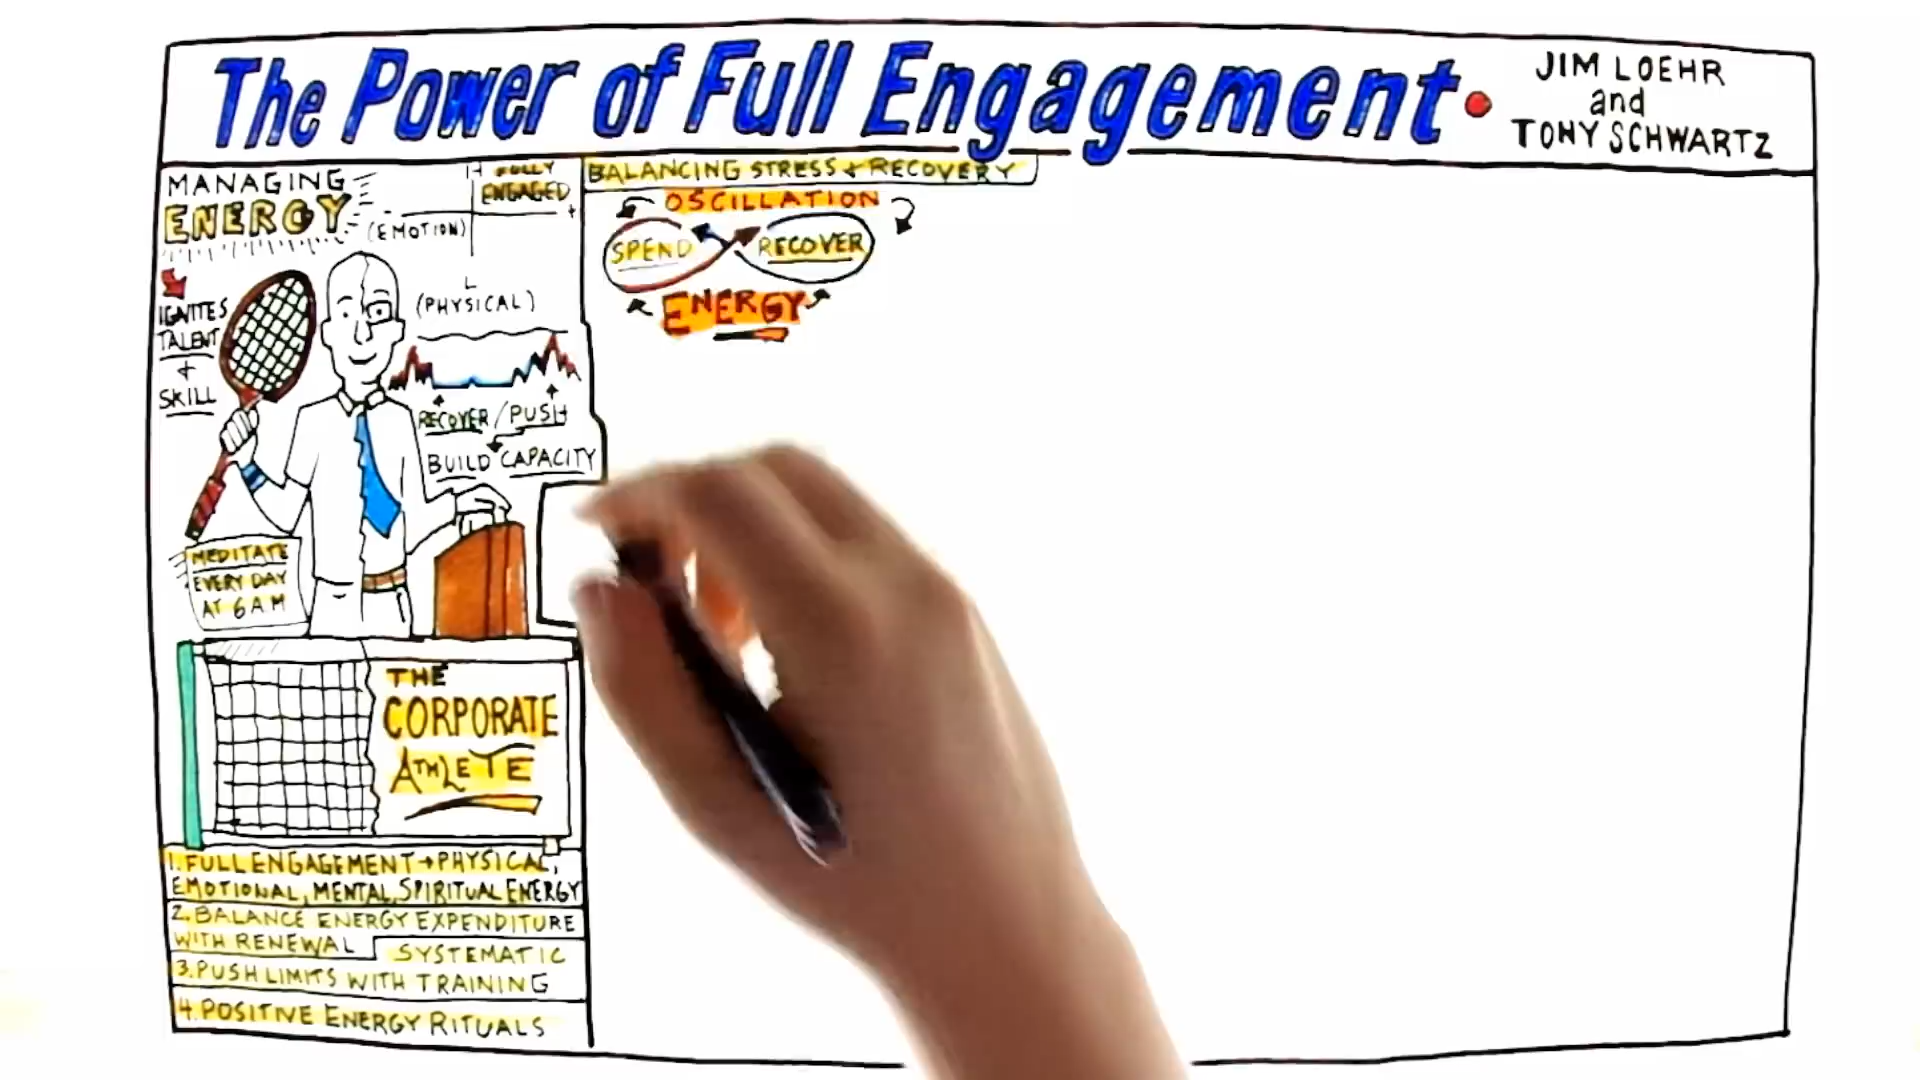 The Power of Full Engagement
JIM LOEHR
and
TONY SCHWARTZ
MANAGING
ENERGY
(EMOTION)
H FULLY
ENGAGED
+
L
(PHYSICAL)
IGNITES
TALENT
+
SKILL
RECOVER / PUSH
BUILD CAPACITY
MEDITATE
EVERY DAY
AT 6AM
THE
CORPORATE
ATHLETE
1. FULL ENGAGEMENT → PHYSICAL,
EMOTIONAL, MENTAL, SPIRITUAL ENERGY
2. BALANCE ENERGY EXPENDITURE
WITH RENEWAL
SYSTEMATIC
3. PUSH LIMITS WITH TRAINING
4. POSITIVE ENERGY RITUALS
BALANCING STRESS + RECOVERY
OSCILLATION
SPEND
RECOVER
ENERGY